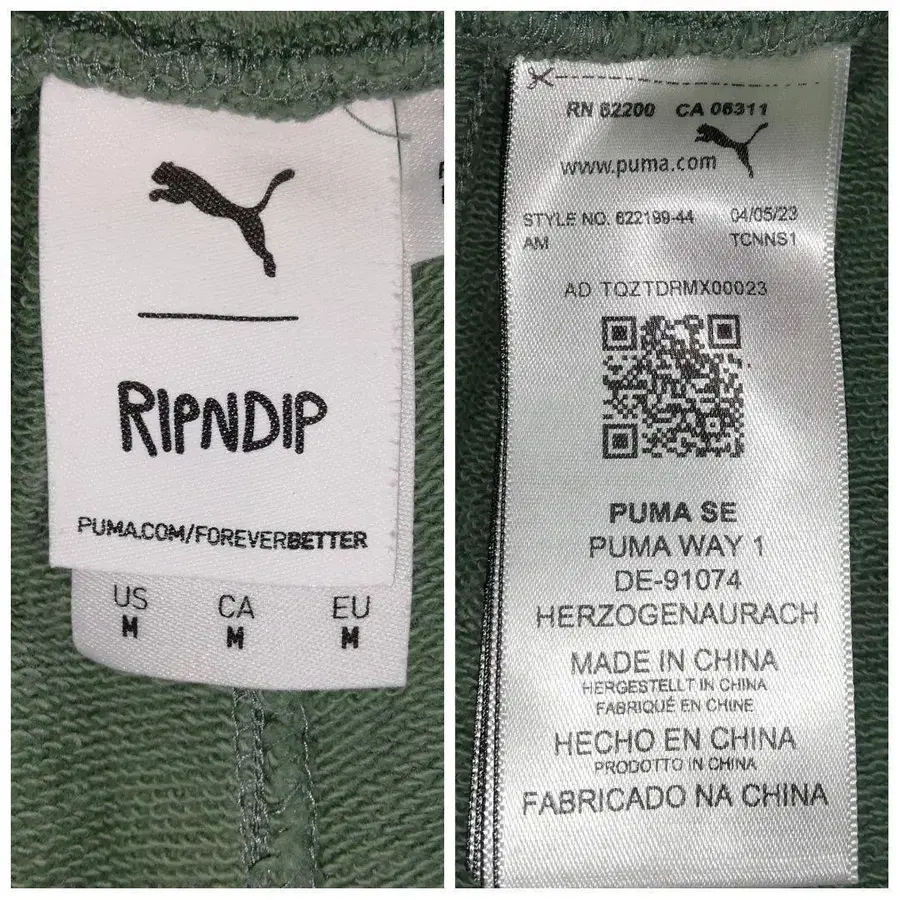 RIPNDIP
PUMA.COM/FOREVERBETTER
US CA EU
M M M
RN 62200 CA 06311
www.puma.com
STYLE NO. 622199-44 04/05/23
AM TCNNS1
AD TQZTDRMX00023
PUMA SE
PUMA WAY 1
DE-91074
HERZOGENAURACH
MADE IN CHINA
HERGESTELLT IN CHINA
FABRIQUÉ EN CHINE
HECHO EN CHINA
PRODOTTO IN CHINA
FABRICADO NA CHINA